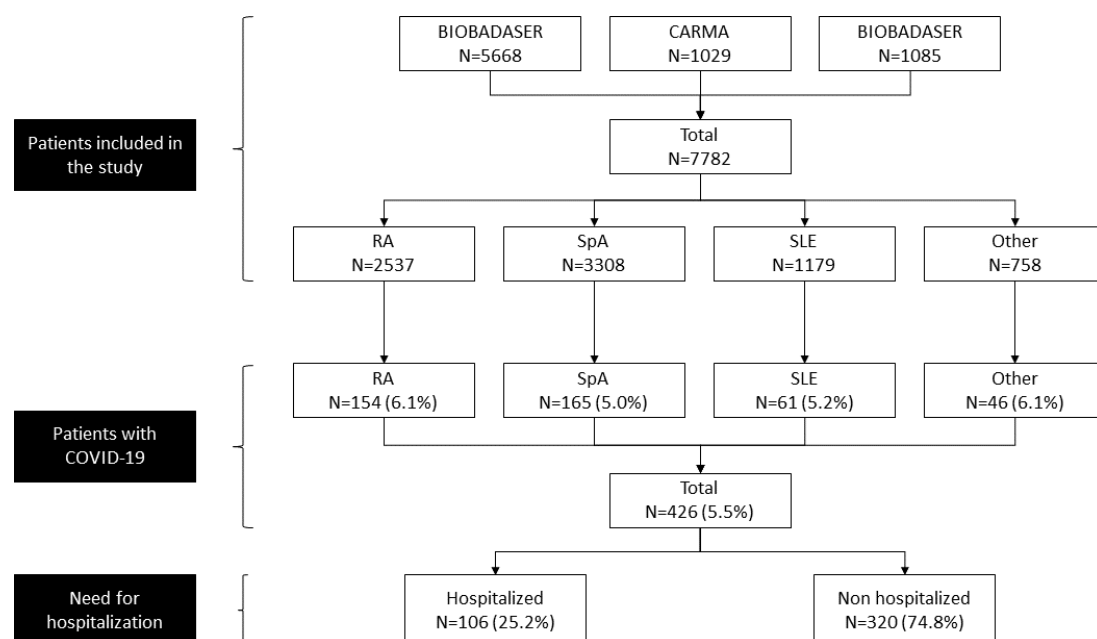 BIOBADASER
N=5668
CARMA
N=1029
BIOBADASER
N=1085
Patients included in
the study
Total
N=7782
RA
N=2537
SpA
N=3308
SLE
N=1179
Other
N=758
RA
N=154 (6.1%)
SpA
N=165 (5.0%)
SLE
N=61 (5.2%)
Other
N=46 (6.1%)
Patients with
COVID-19
Total
N=426 (5.5%)
Need for
hospitalization
Hospitalized
N=106 (25.2%)
Non hospitalized
N=320 (74.8%)